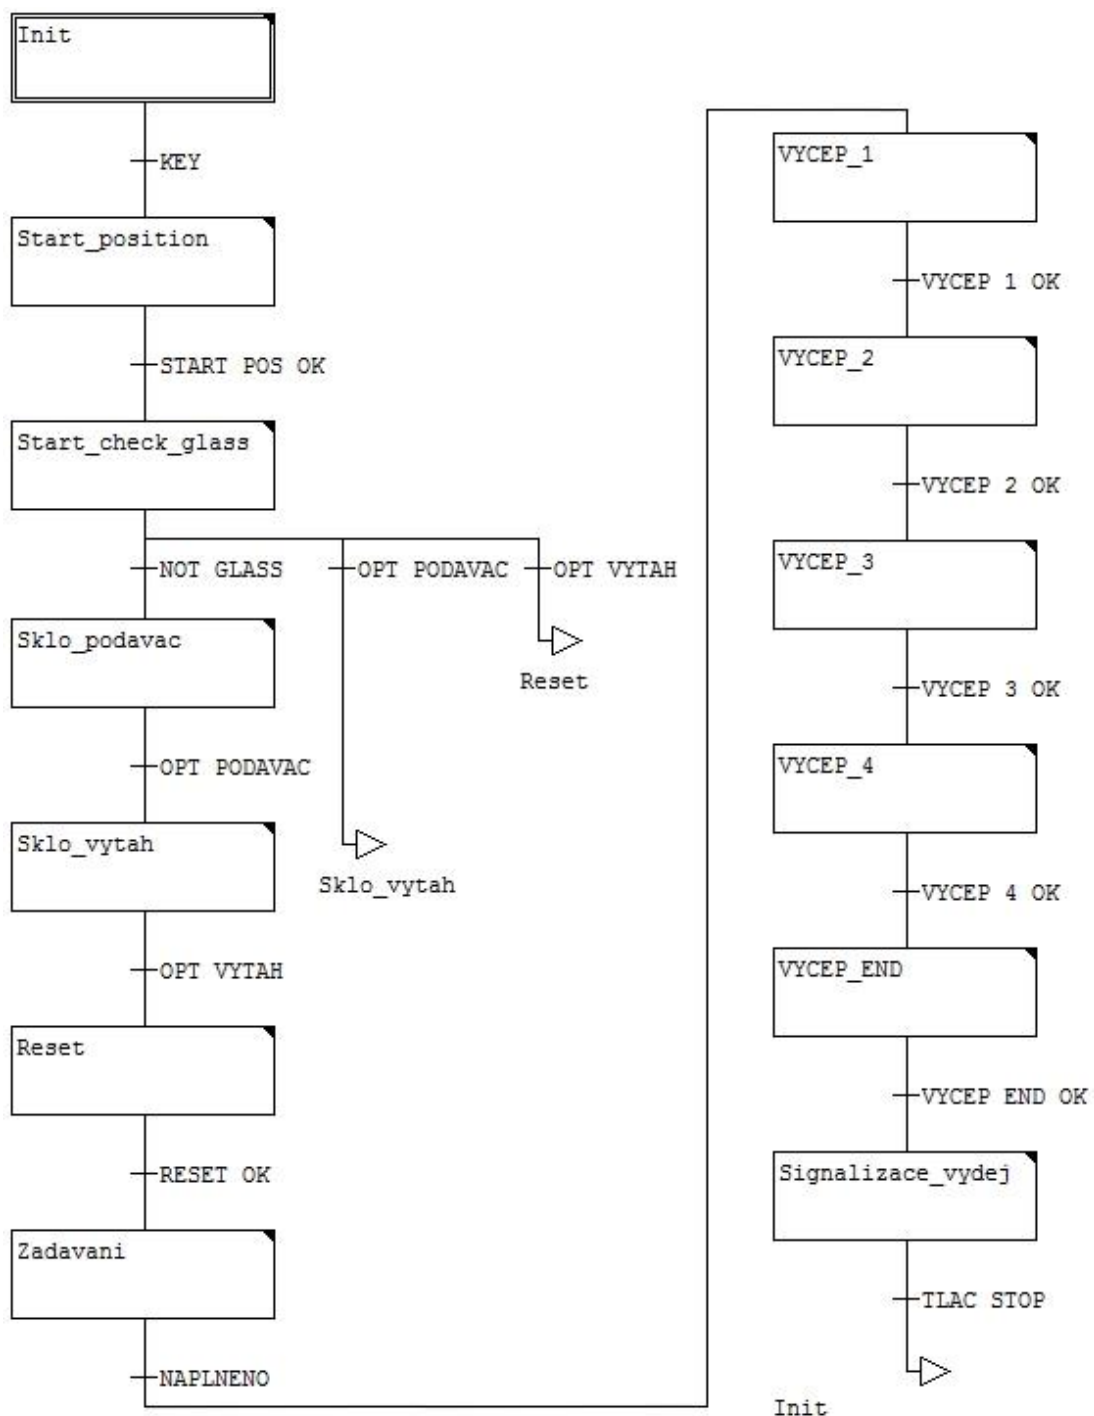 Init
KEY
Start_position
START POS OK
Start_check_glass
NOT GLASS
OPT PODAVAC
OPT VYTAH
Sklo_podavac
Reset
OPT PODAVAC
Sklo_vytah
Sklo_vytah
OPT VYTAH
Reset
RESET OK
Zadavani
NAPLNENO
VYCEP_1
VYCEP 1 OK
VYCEP_2
VYCEP 2 OK
VYCEP_3
VYCEP 3 OK
VYCEP_4
VYCEP 4 OK
VYCEP_END
VYCEP END OK
Signalizace_vydej
TLAC STOP
Init